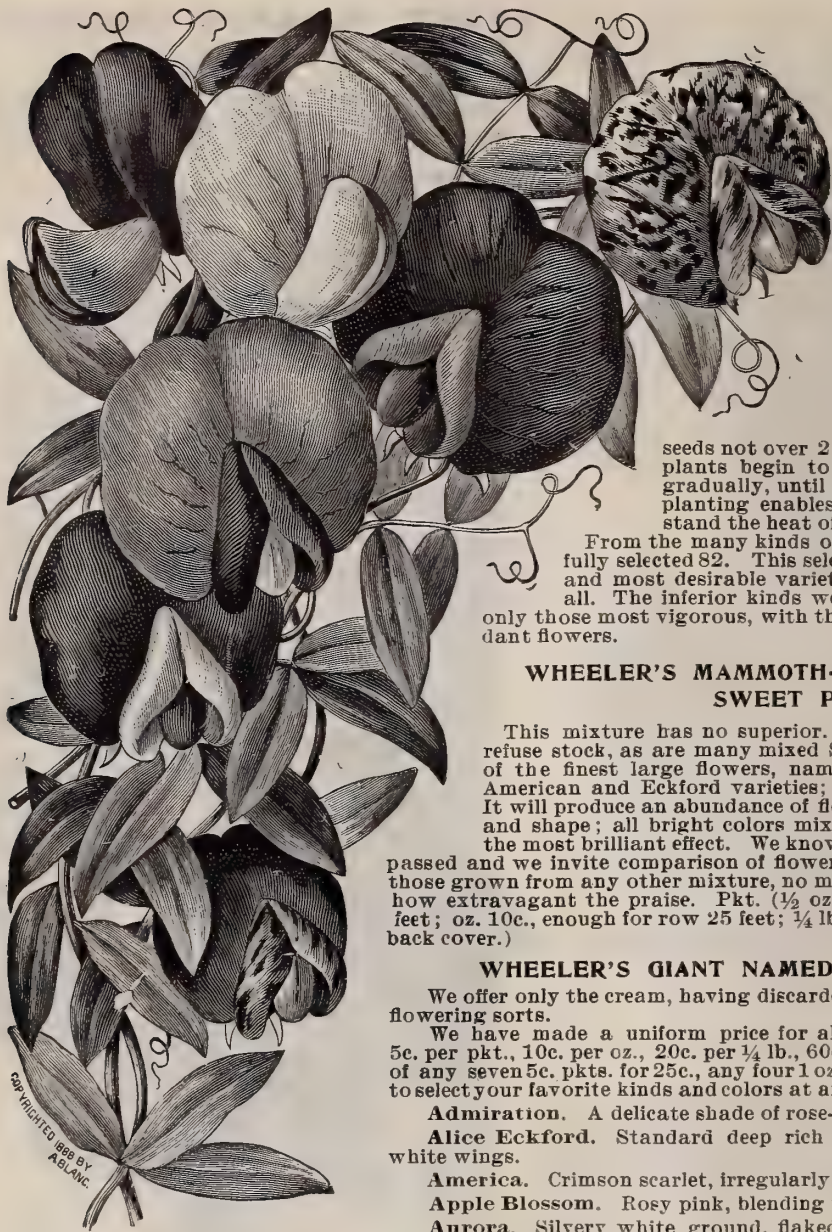 seeds not over 2
plants begin to
gradually, until
planting enables
stand the heat o
From the many kinds o
fully selected 82. This sele
and most desirable variet
all. The inferior kinds we
only those most vigorous, with th
dant flowers.
WHEELER'S MAMMOTH-
SWEET P
This mixture has no superior.
refuse stock, as are many mixed S
of the finest large flowers, nam
American and Eckford varieties;
It will produce an abundance of fl
and shape; all bright colors mix
the most brilliant effect. We know
passed and we invite comparison of flower
those grown from any other mixture, no m
how extravagant the praise. Pkt. (½ oz
feet; oz. 10c., enough for row 25 feet; ¼ lb
back cover.)
WHEELER'S GIANT NAMED
We offer only the cream, having discard
flowering sorts.
We have made a uniform price for al
5c. per pkt., 10c. per oz., 20c. per ¼ lb., 60
of any seven 5c. pkts. for 25c., any four 1 oz
to select your favorite kinds and colors at a
Admiration. A delicate shade of rose-
Alice Eckford. Standard deep rich
white wings.
America. Crimson scarlet, irregularly
Apple Blossom. Rosy pink, blending
Aurora. Silvery white ground, flaked
COPYRIGHTED 1888 BY
A.BLANC.